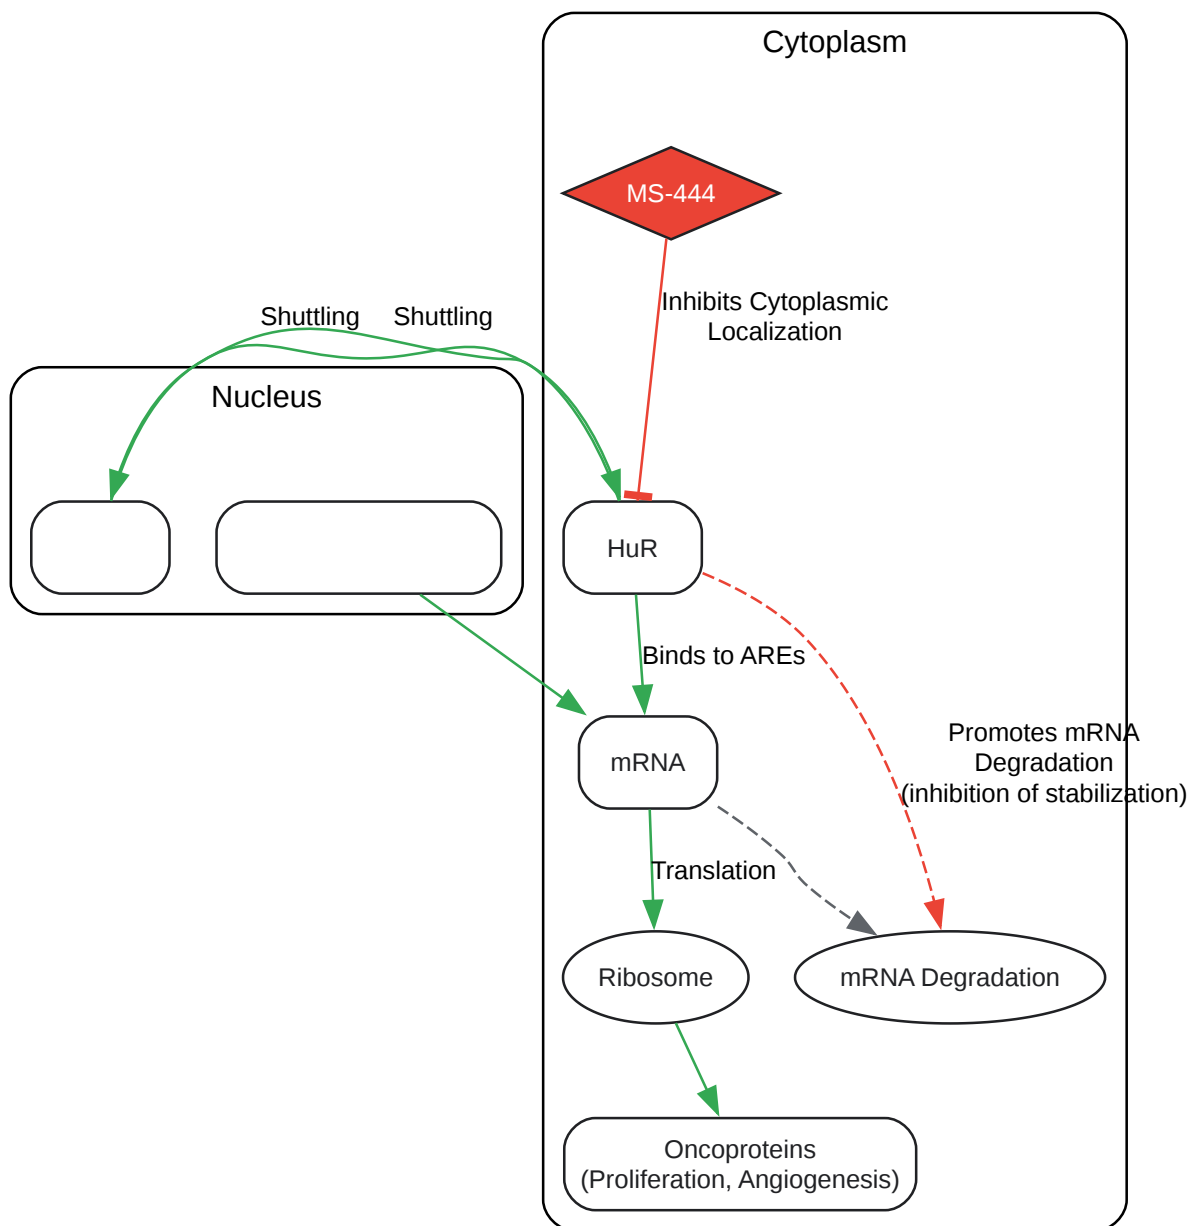 Cytoplasm
MS-444
Inhibits Cytoplasmic
Localization
Shuttling
Shuttling
Nucleus
HuR
Binds to AREs
Promotes mRNA
Degradation
(inhibition of stabilization)
mRNA
Translation
Ribosome
mRNA Degradation
Oncoproteins
(Proliferation, Angiogenesis)